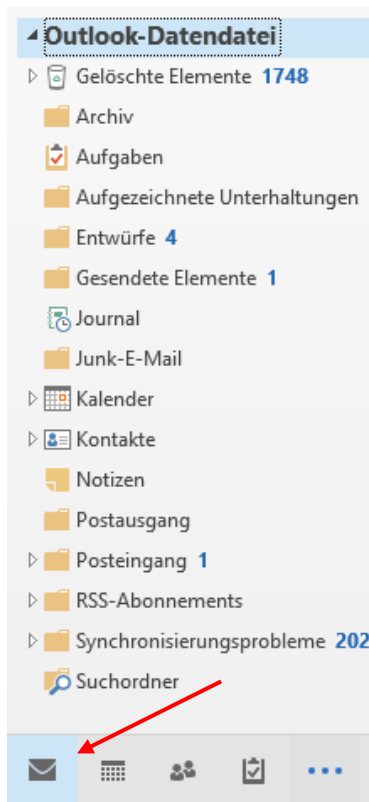 Outlook-Datendatei
Gelöschte Elemente 1748
Archiv
Aufgaben
Aufgezeichnete Unterhaltungen
Entwürfe 4
Gesendete Elemente 1
Journal
Junk-E-Mail
Kalender
Kontakte
Notizen
Postausgang
Posteingang 1
RSS-Abonnements
Synchronisierungsprobleme 202
Suchordner